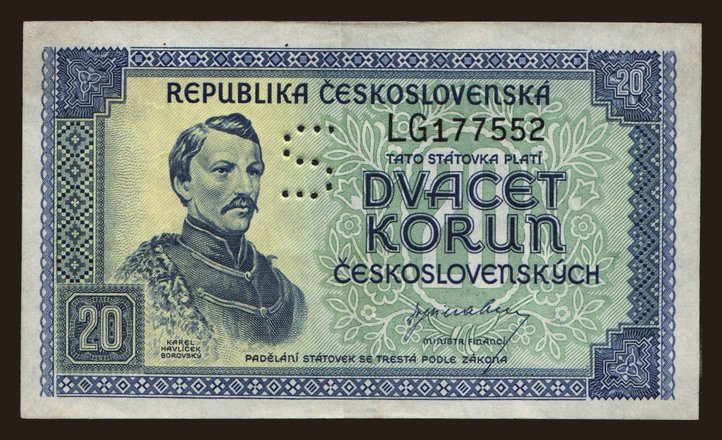 20
REPUBLIKA ČESKOSLOVENSKÁ
LG177552
TATO STÁTOVKA PLATÍ
DVACET
KORUN
ČESKOSLOVENSKÝCH
S
20
KAREL
HAVLÍČEK
BOROVSKÝ
MINISTR FINANCÍ
PADĚLÁNÍ STÁTOVEK SE TRESTÁ PODLE ZÁKONA
20